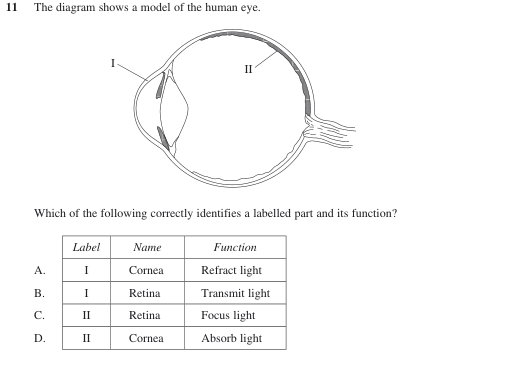 11 The diagram shows a model of the human eye.
I
II
Which of the following correctly identifies a labelled part and its function?
Label Name Function
A. I Cornea Refract light
B. I Retina Transmit light
C. II Retina Focus light
D. II Cornea Absorb light